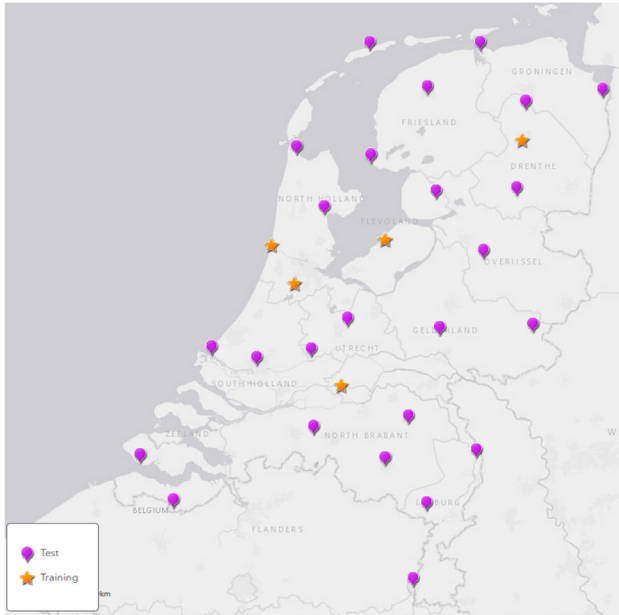 GRONINGEN
FRIESLAND
DRENTHE
NORTH HOLLAND
FLEVOLAND
OVERIJSSEL
GELDERLAND
UTRECHT
SOUTH HOLLAND
ZEELAND
NORTH BRABANT
W
LIMBURG
BELGIUM
FLANDERS
Test
Training
km